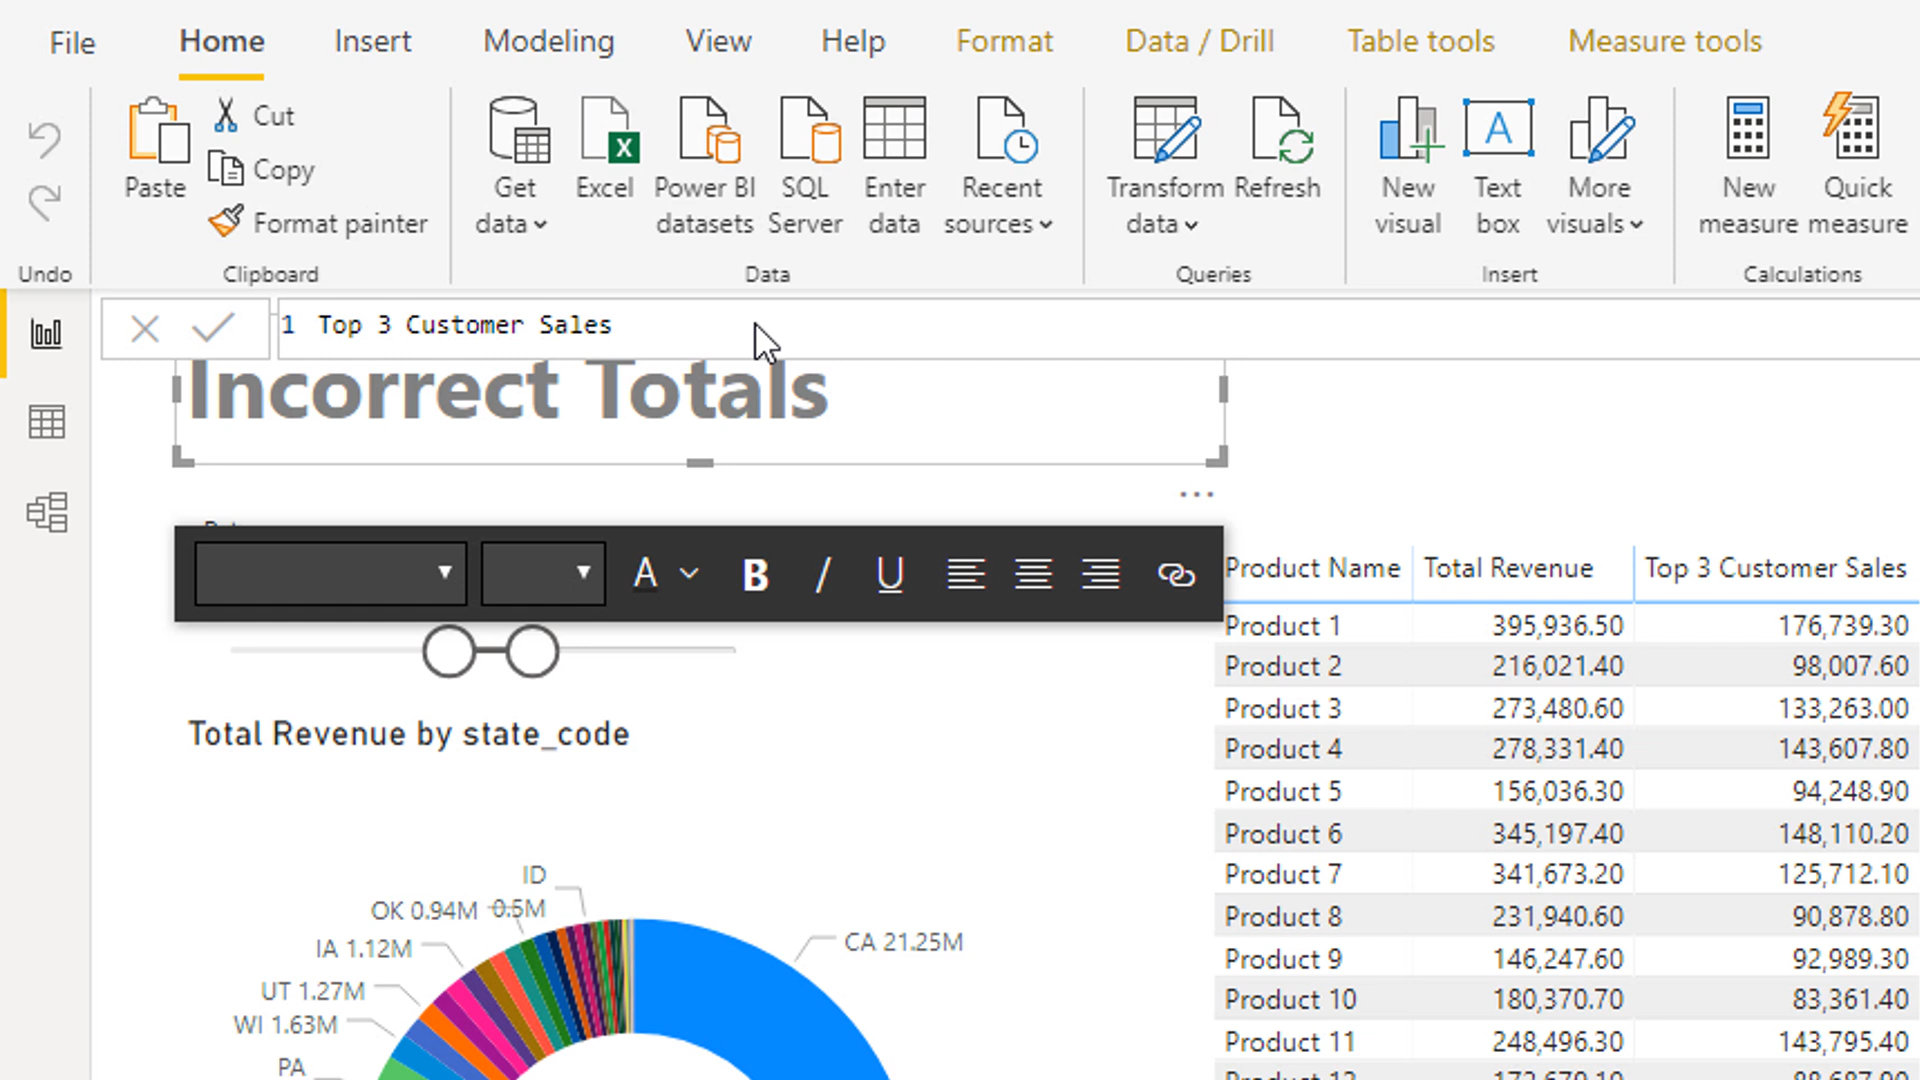 File Home Insert Modeling View Help Format Data / Drill Table tools Measure tools
Paste
Cut
Copy
Format painter
Get data
Excel
Power BI datasets
SQL Server
Enter data
Recent sources
Transform data
Refresh
New visual
Text box
More visuals
New measure
Quick measure
Undo Clipboard Data Queries Insert Calculations
1 Top 3 Customer Sales
Incorrect Totals
A B / U
Total Revenue by state_code
ID
0.5M
OK 0.94M
IA 1.12M
UT 1.27M
WI 1.63M
PA
CA 21.25M
Product Name Total Revenue Top 3 Customer Sales
Product 1 395,936.50 176,739.30
Product 2 216,021.40 98,007.60
Product 3 273,480.60 133,263.00
Product 4 278,331.40 143,607.80
Product 5 156,036.30 94,248.90
Product 6 345,197.40 148,110.20
Product 7 341,673.20 125,712.10
Product 8 231,940.60 90,878.80
Product 9 146,247.60 92,989.30
Product 10 180,370.70 83,361.40
Product 11 248,496.30 143,795.40